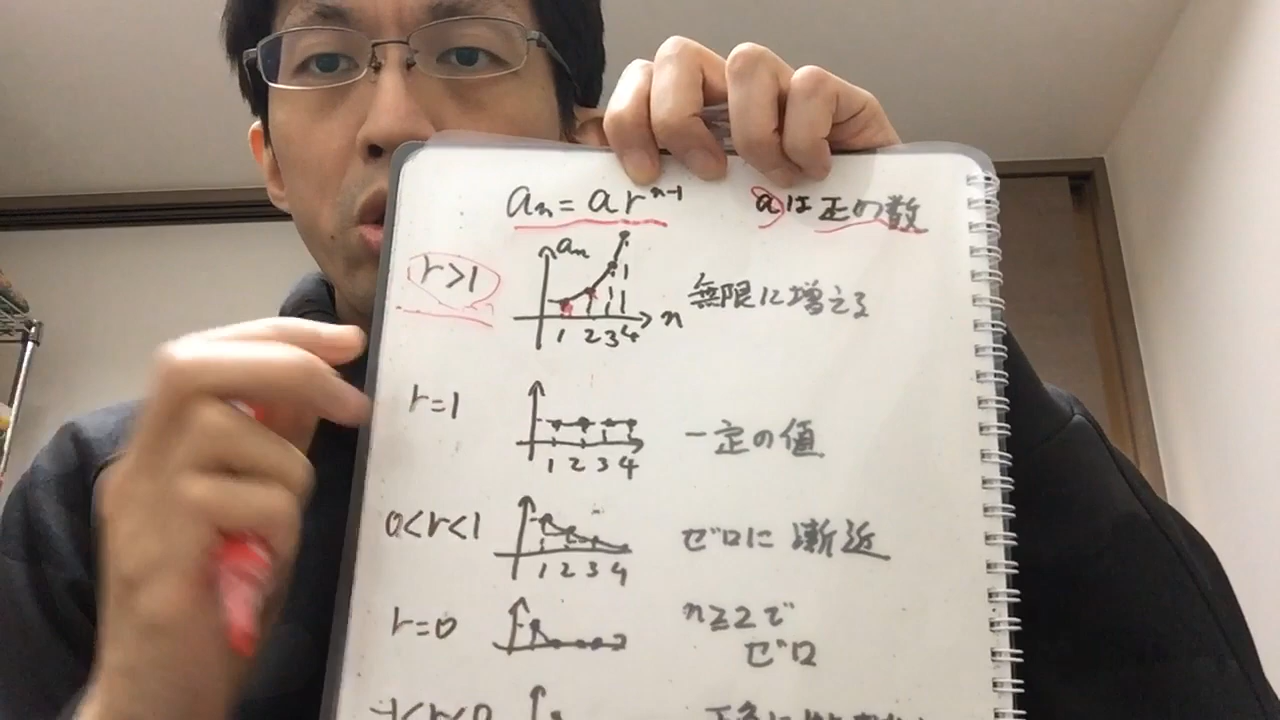 aₙ = arⁿ⁻¹ aは正の数
r>1 aₙ n 1 2 3 4 無限に増える
r=1 1 2 3 4 一定の値
0<r<1 1 2 3 4 ゼロに漸近
r=0 n≧2で
ゼロ
-1<r<0